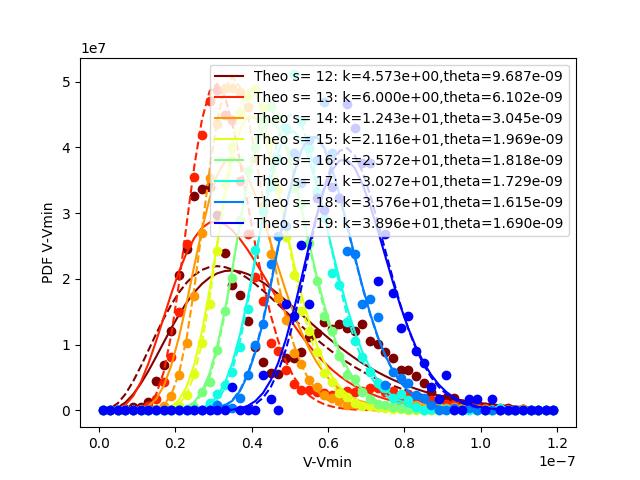 1e7
5
4
3
2
1
0
PDF V-Vmin
Theo s= 12: k=4.573e+00,theta=9.687e-09
Theo s= 13: k=6.000e+00,theta=6.102e-09
Theo s= 14: k=1.243e+01,theta=3.045e-09
Theo s= 15: k=2.116e+01,theta=1.969e-09
Theo s= 16: k=2.572e+01,theta=1.818e-09
Theo s= 17: k=3.027e+01,theta=1.729e-09
Theo s= 18: k=3.576e+01,theta=1.615e-09
Theo s= 19: k=3.896e+01,theta=1.690e-09
0.0 0.2 0.4 0.6 0.8 1.0 1.2
V-Vmin
1e−7